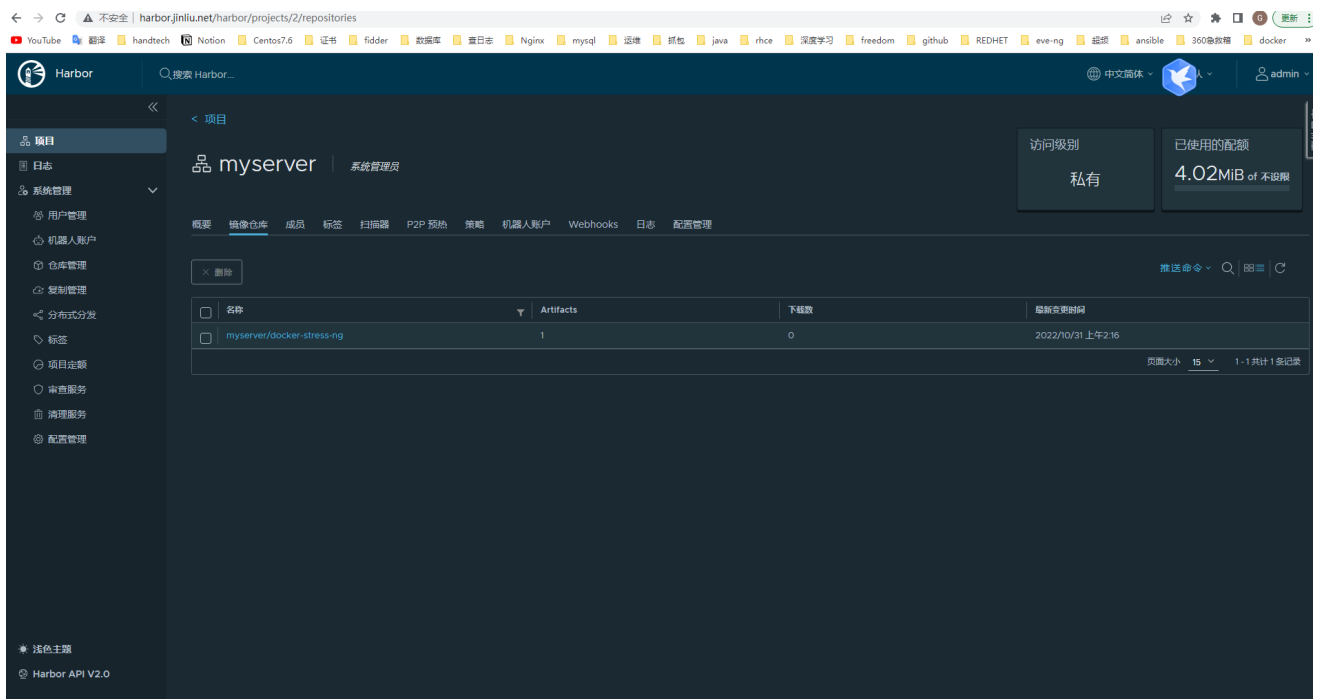 不安全 harbor.jinliu.net/harbor/projects/2/repositories G 更新
YouTube 翻译 handtech Notion Centos7.6 证书 fidder 数据库 查日志 Nginx mysql 运维 抓包 java rhce 深度学习 freedom github REDHET eve-ng 超频 ansible 360急救箱 docker »
Harbor 搜索 Harbor... 中文简体 人 admin
< 项目
项目
日志
系统管理
用户管理
机器人账户
仓库管理
复制管理
分布式分发
标签
项目定额
审查服务
清理服务
配置管理
浅色主题
Harbor API V2.0
myserver 系统管理员
访问级别
私有
已使用的配额
4.02MiB of 不设限
概要 镜像仓库 成员 标签 扫描器 P2P 预热 策略 机器人账户 Webhooks 日志 配置管理
× 删除 推送命令
名称 Artifacts 下载数 最新变更时间
myserver/docker-stress-ng 1 0 2022/10/31 上午2:16
页面大小 15 1 - 1 共计 1 条记录